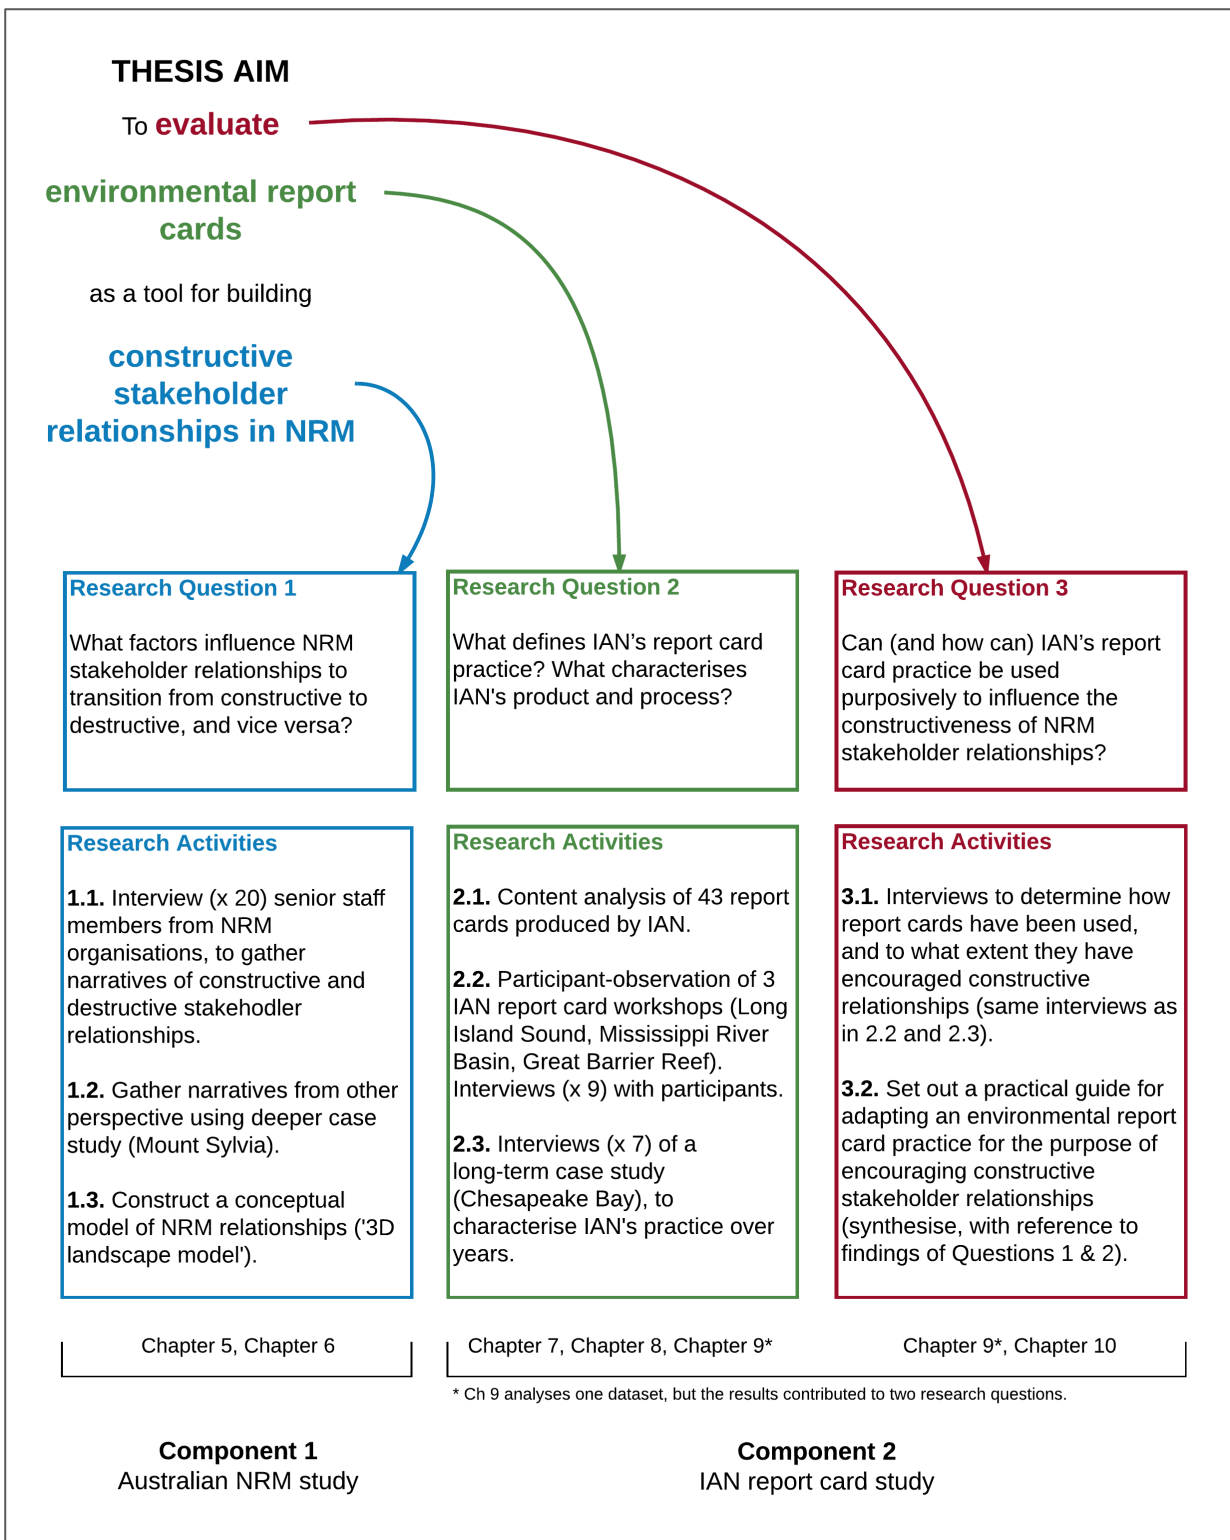 THESIS AIM
To evaluate
environmental report
cards
as a tool for building
constructive
stakeholder
relationships in NRM
Research Question 1
What factors influence NRM
stakeholder relationships to
transition from constructive to
destructive, and vice versa?
Research Question 2
What defines IAN’s report card
practice? What characterises
IAN's product and process?
Research Question 3
Can (and how can) IAN’s report
card practice be used
purposively to influence the
constructiveness of NRM
stakeholder relationships?
Research Activities
1.1. Interview (x 20) senior staff
members from NRM
organisations, to gather
narratives of constructive and
destructive stakehodler
relationships.
1.2. Gather narratives from other
perspective using deeper case
study (Mount Sylvia).
1.3. Construct a conceptual
model of NRM relationships ('3D
landscape model').
Research Activities
2.1. Content analysis of 43 report
cards produced by IAN.
2.2. Participant-observation of 3
IAN report card workshops (Long
Island Sound, Mississippi River
Basin, Great Barrier Reef).
Interviews (x 9) with participants.
2.3. Interviews (x 7) of a
long-term case study
(Chesapeake Bay), to
characterise IAN's practice over
years.
Research Activities
3.1. Interviews to determine how
report cards have been used,
and to what extent they have
encouraged constructive
relationships (same interviews as
in 2.2 and 2.3).
3.2. Set out a practical guide for
adapting an environmental report
card practice for the purpose of
encouraging constructive
stakeholder relationships
(synthesise, with reference to
findings of Questions 1 & 2).
Chapter 5, Chapter 6
Chapter 7, Chapter 8, Chapter 9*
Chapter 9*, Chapter 10
* Ch 9 analyses one dataset, but the results contributed to two research questions.
Component 1
Australian NRM study
Component 2
IAN report card study